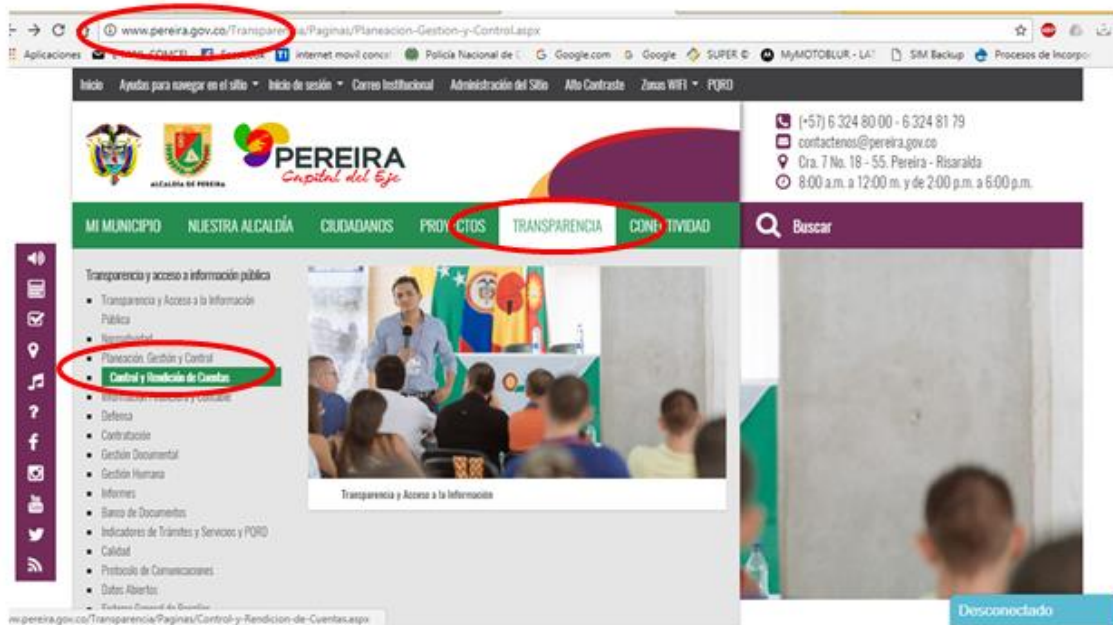 www.pereira.gov.co/Transparencia/Paginas/Planeacion-Gestion-y-Control.aspx
Aplicaciones
internet movil
Policía Nacional de
Google.com
Google
SUPER
MyMOTOBLUR - LAT
SIM Backup
Procesos de Incorpo
Inicio Ayudas para navegar en el sitio Inicio de sesión Correo Institucional Administración del Sitio Alto Contraste Zonas WIFI PQRD
(+57) 6 324 80 00 - 6 324 81 79
contactenos@pereira.gov.co
Cra. 7 No. 18 - 55. Pereira - Risaralda
8:00 a.m. a 12:00 m. y de 2:00 p.m. a 6:00 p.m.
ALCALDÍA DE PEREIRA
PEREIRA
Capital del Eje
MI MUNICIPIO NUESTRA ALCALDÍA CIUDADANOS PROYECTOS TRANSPARENCIA CONECTIVIDAD
Buscar
Transparencia y acceso a información pública
Transparencia y Acceso a la Información
Pública
Normatividad
Planeación, Gestión y Control
Control y Rendición de Cuentas
Información Financiera y Contable
Defensa
Contratación
Gestión Documental
Gestión Humana
Informes
Banco de Documentos
Indicadores de Trámites y Servicios y PQRD
Calidad
Protocolo de Comunicaciones
Datos Abiertos
Transparencia y Acceso a la Información
w.pereira.gov.co/Transparencia/Paginas/Control-y-Rendicion-de-Cuentas.aspx
Desconectado